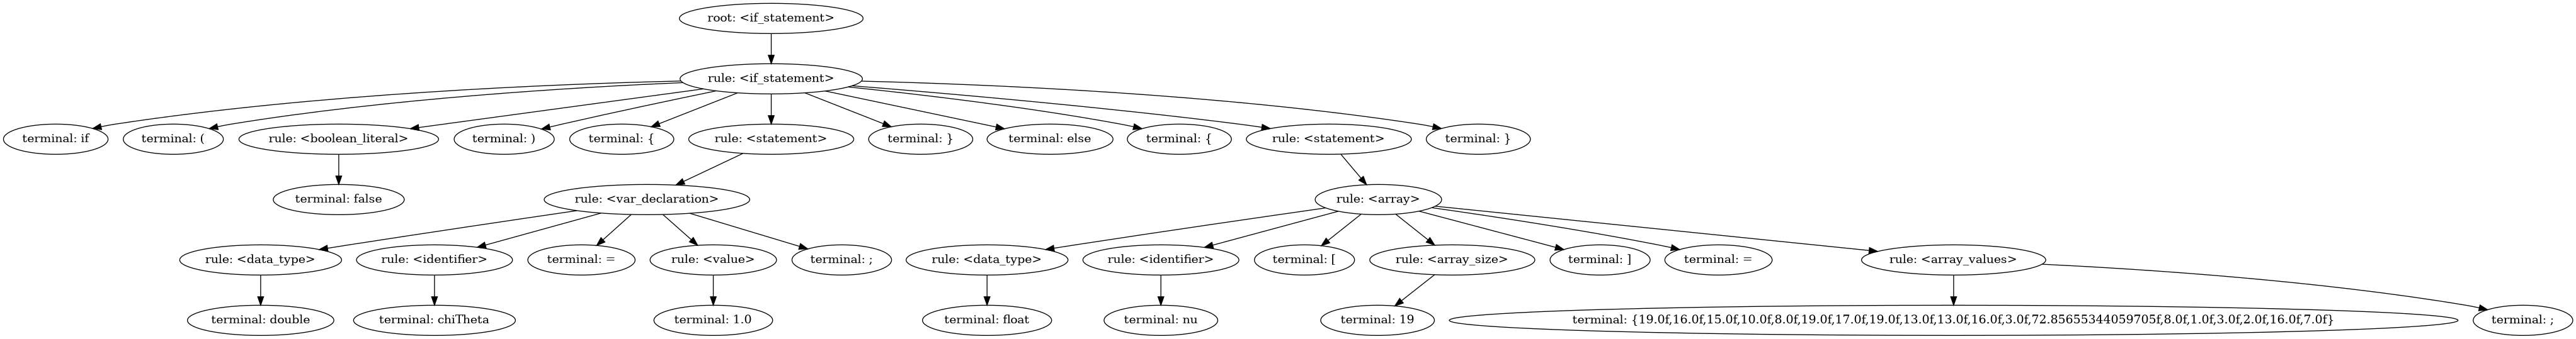 root: <if_statement>
rule: <if_statement>
terminal: if
terminal: (
rule: <boolean_literal>
terminal: )
terminal: {
rule: <statement>
terminal: }
terminal: else
terminal: {
rule: <statement>
terminal: }
terminal: false
rule: <var_declaration>
rule: <array>
rule: <data_type>
rule: <identifier>
terminal: =
rule: <value>
terminal: ;
rule: <data_type>
rule: <identifier>
terminal: [
rule: <array_size>
terminal: ]
terminal: =
rule: <array_values>
terminal: double
terminal: chiTheta
terminal: 1.0
terminal: float
terminal: nu
terminal: 19
terminal: {19.0f,16.0f,15.0f,10.0f,8.0f,19.0f,17.0f,19.0f,13.0f,13.0f,16.0f,3.0f,72.85655344059705f,8.0f,1.0f,3.0f,2.0f,16.0f,7.0f}
terminal: ;